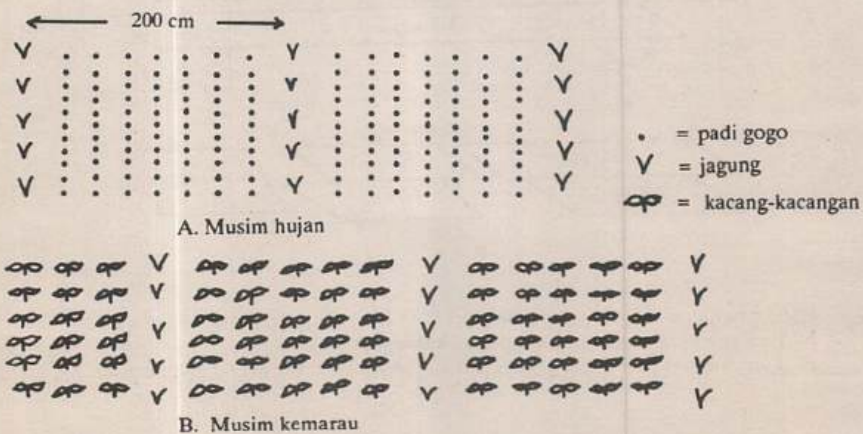 200 cm
. = padi gogo
V = jagung
= kacang-kacangan
A. Musim hujan
B. Musim kemarau